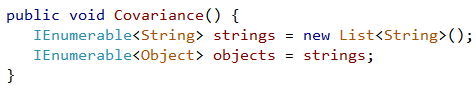 public void Covariance() {
IEnumerable<String> strings = new List<String>();
IEnumerable<Object> objects = strings;
}